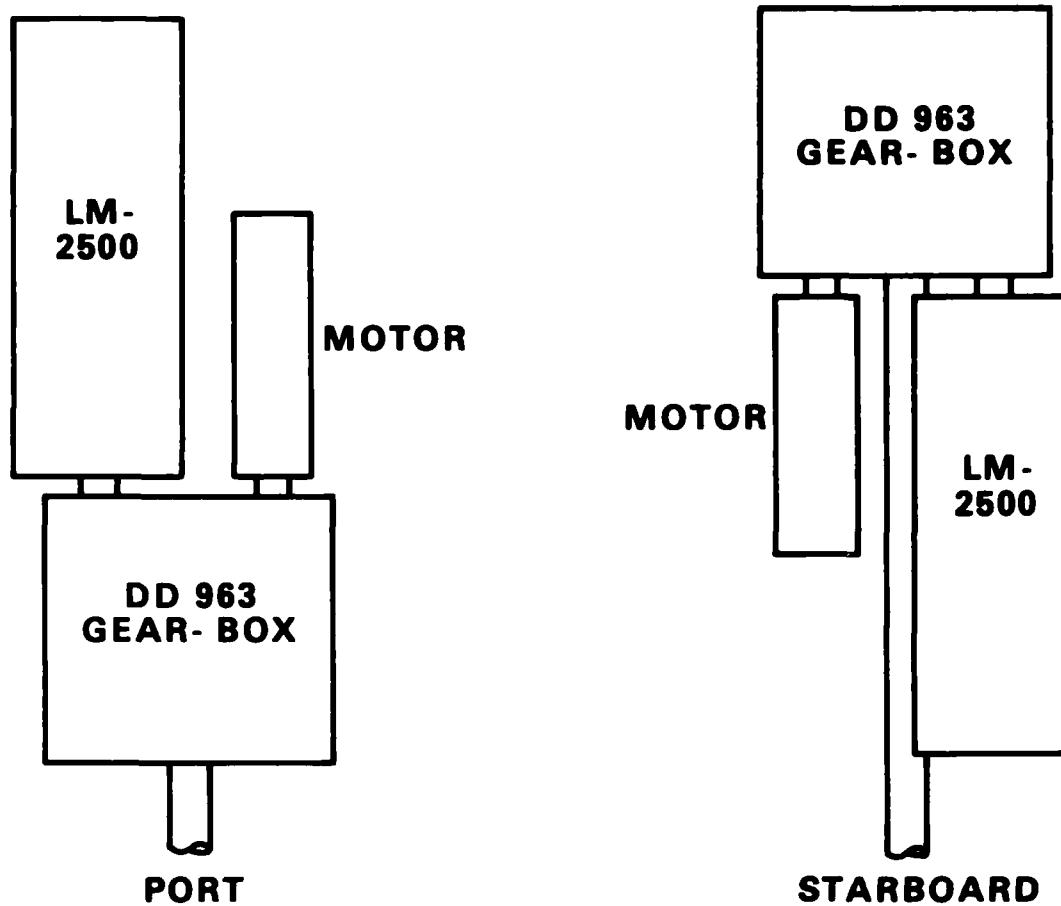 LM-
2500
MOTOR
DD 963
GEAR- BOX
PORT
DD 963
GEAR- BOX
MOTOR
LM-
2500
STARBOARD